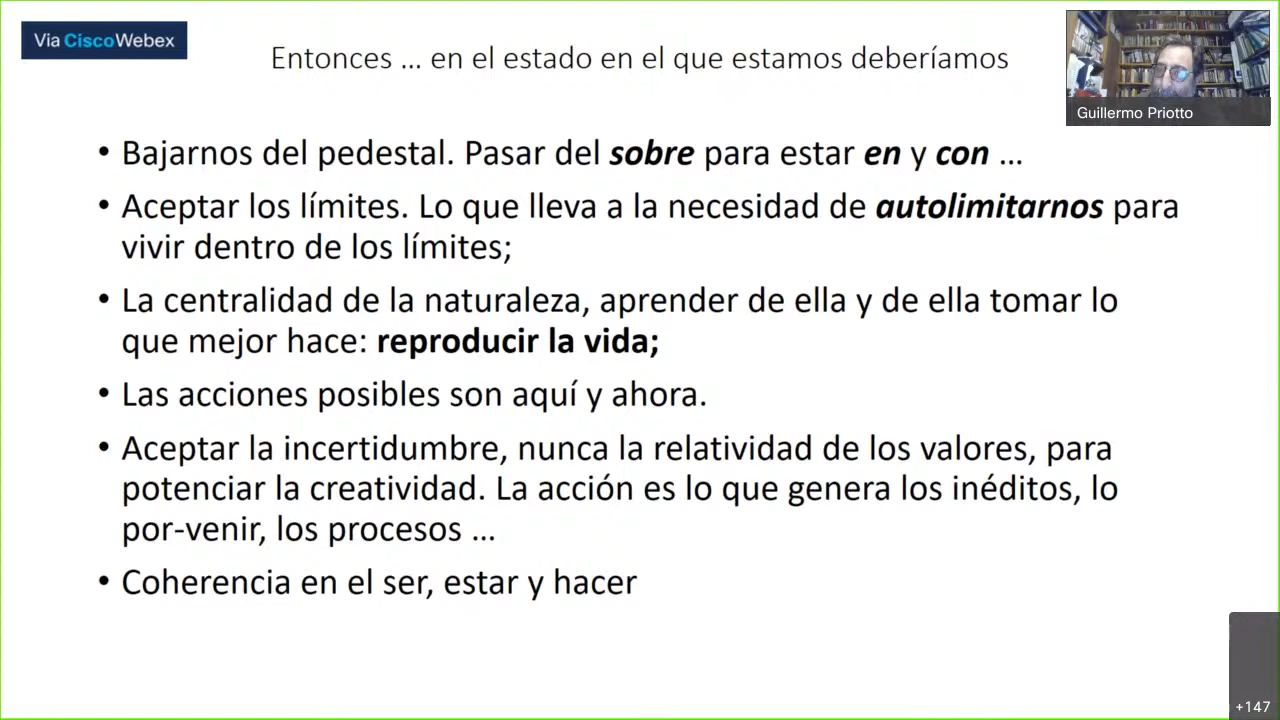 Vía CiscoWebex
Entonces … en el estado en el que estamos deberíamos
Guillermo Priotto
• Bajarnos del pedestal. Pasar del sobre para estar en y con …
• Aceptar los límites. Lo que lleva a la necesidad de autolimitarnos para
vivir dentro de los límites;
• La centralidad de la naturaleza, aprender de ella y de ella tomar lo
que mejor hace: reproducir la vida;
• Las acciones posibles son aquí y ahora.
• Aceptar la incertidumbre, nunca la relatividad de los valores, para
potenciar la creatividad. La acción es lo que genera los inéditos, lo
por-venir, los procesos …
• Coherencia en el ser, estar y hacer
+147